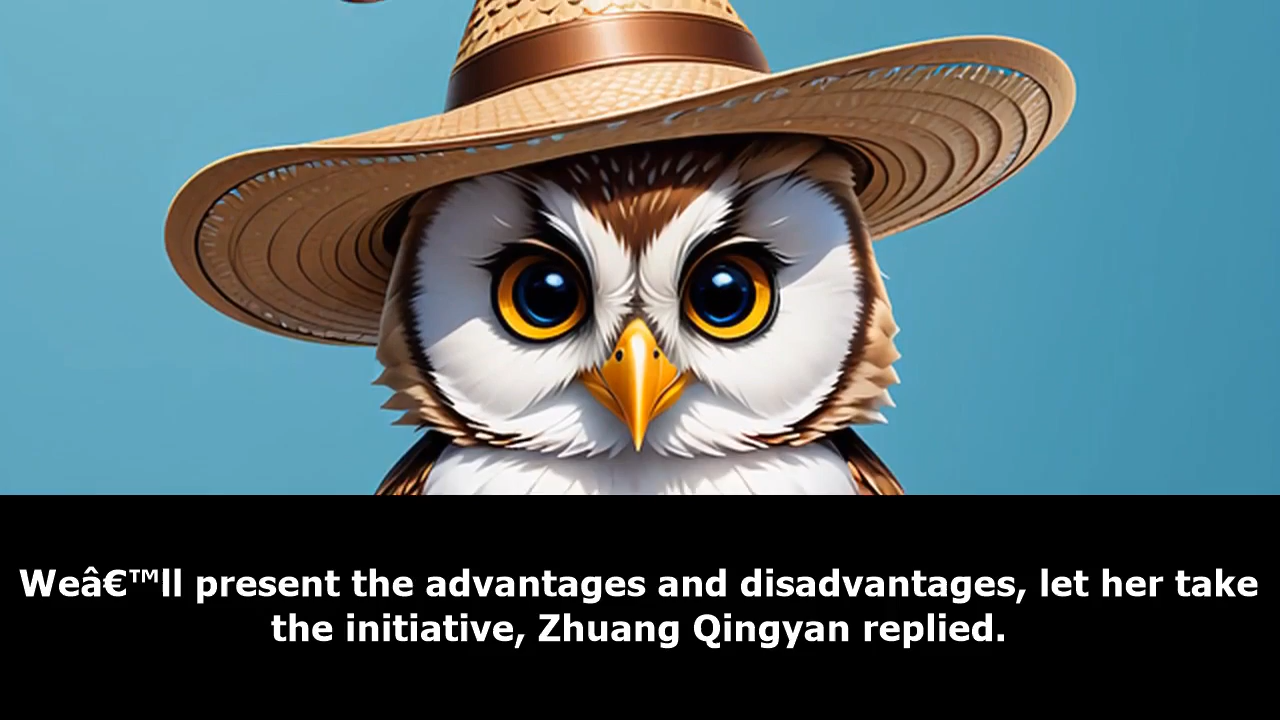 Weâ€™ll present the advantages and disadvantages, let her take
the initiative, Zhuang Qingyan replied.